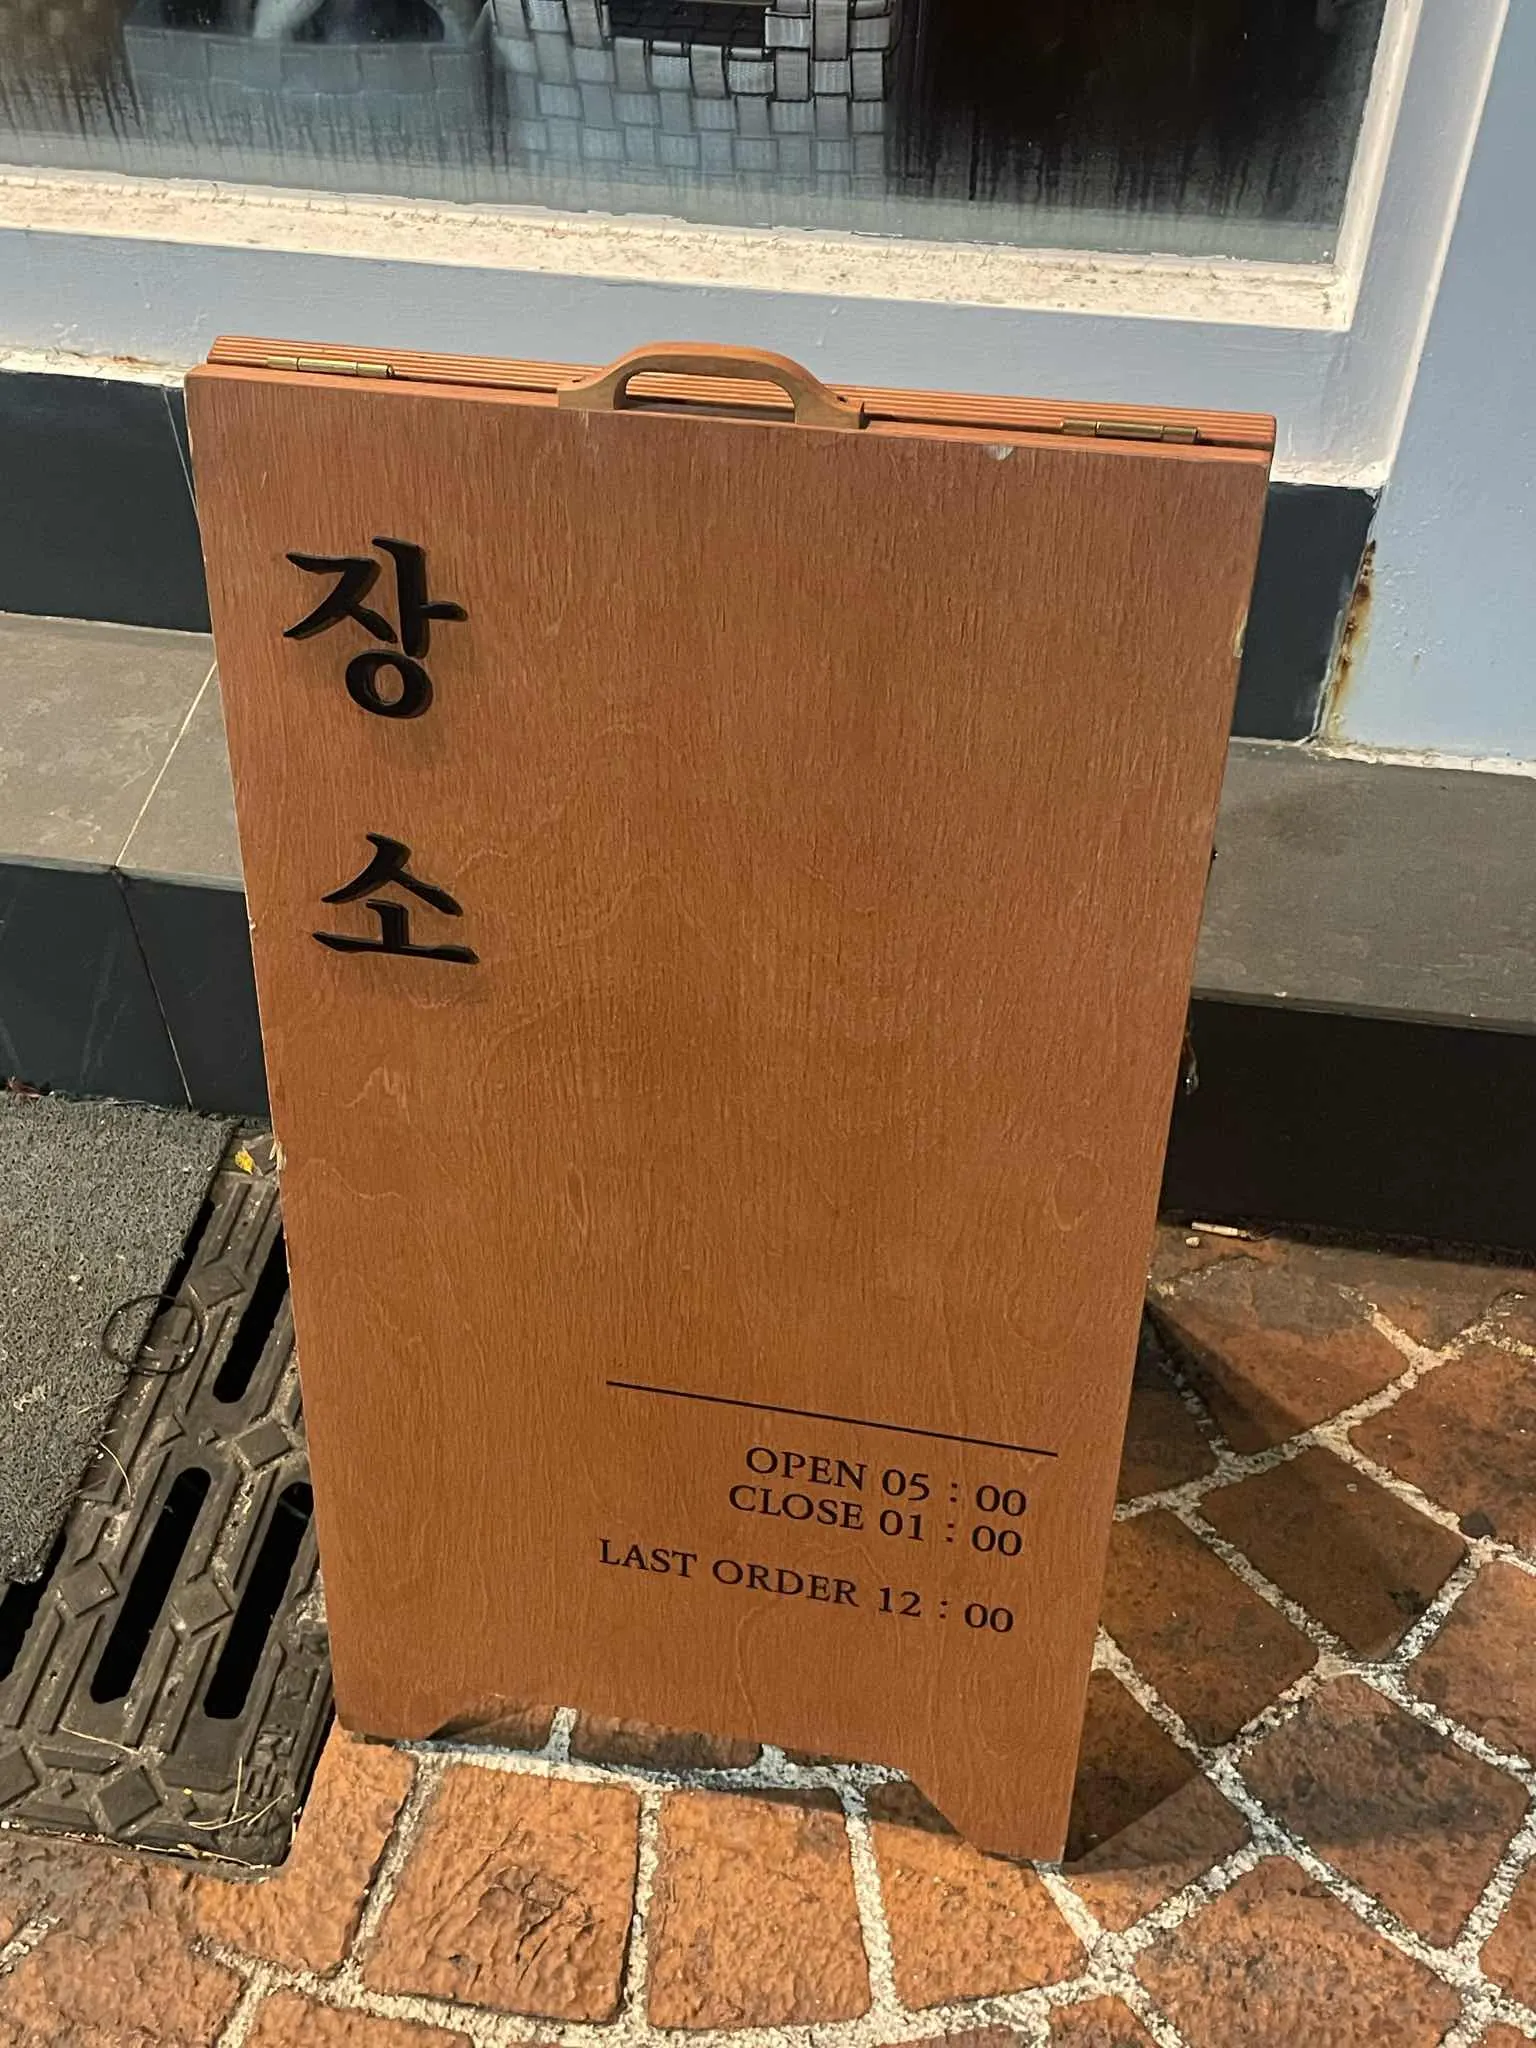 장소
OPEN 05 : 00
CLOSE 01 : 00
LAST ORDER 12 : 00